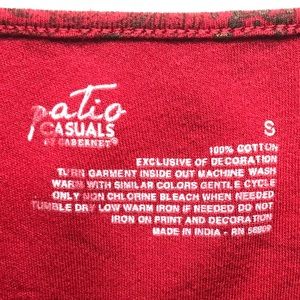 patio
CASUALS
BY CABERNET®
S
100% COTTON
EXCLUSIVE OF DECORATION
TURN GARMENT INSIDE OUT MACHINE WASH
WARM WITH SIMILAR COLORS GENTLE CYCLE
ONLY NON CHLORINE BLEACH WHEN NEEDED
TUMBLE DRY LOW WARM IRON IF NEEDED DO NOT
IRON ON PRINT AND DECORATION
MADE IN INDIA - RN